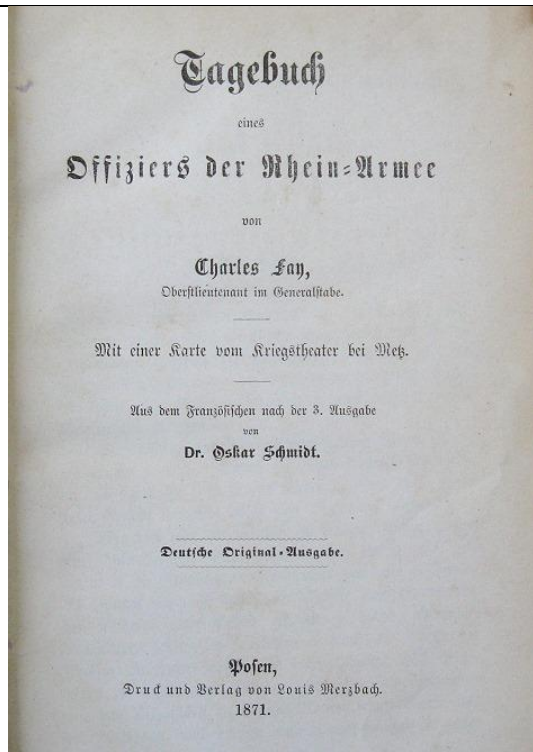 Tagebuch
eines
Offiziers der Rhein-Armee
von
Charles Fay,
Oberstlieutenant im Generalstabe.
Mit einer Karte vom Kriegstheater bei Metz.
Aus dem Französischen nach der 3. Ausgabe
von
Dr. Oskar Schmidt.
Deutsche Original-Ausgabe.
Posen,
Druck und Verlag von Louis Merzbach.
1871.